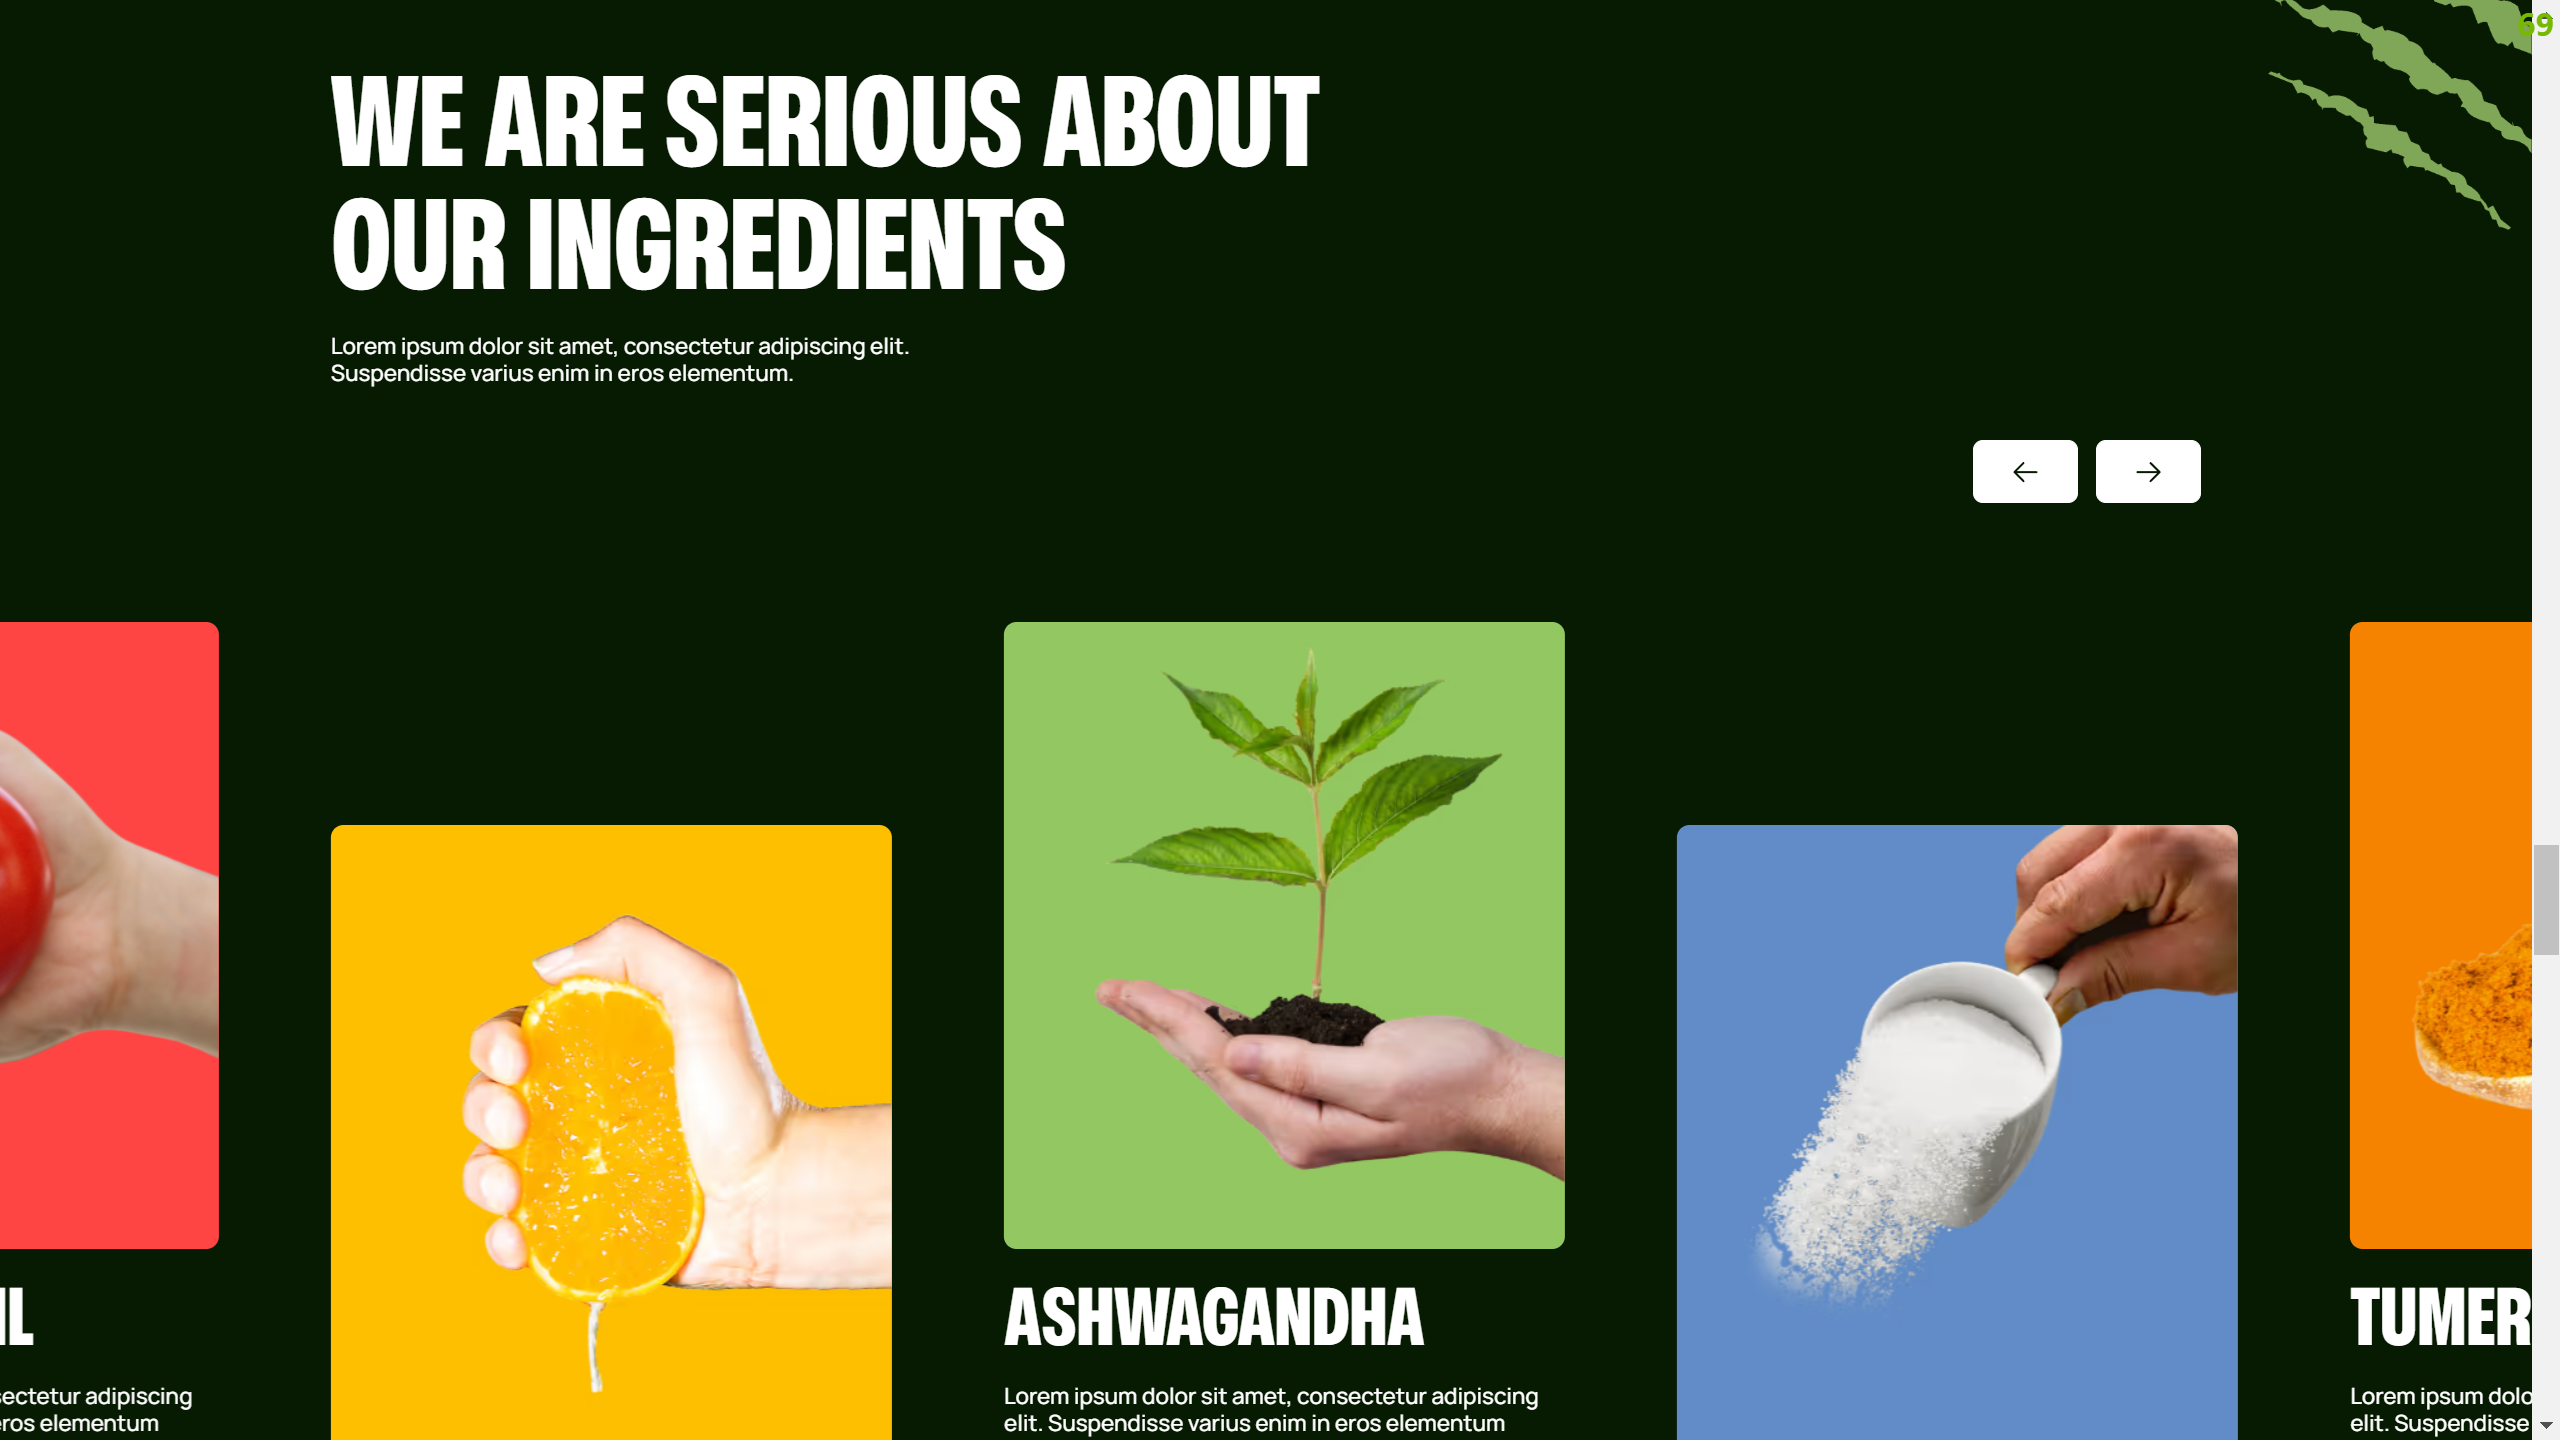 69
WE ARE SERIOUS ABOUT
OUR INGREDIENTS
Lorem ipsum dolor sit amet, consectetur adipiscing elit.
Suspendisse varius enim in eros elementum.
IL
sectetur adipiscing
eros elementum
ASHWAGANDHA
Lorem ipsum dolor sit amet, consectetur adipiscing
elit. Suspendisse varius enim in eros elementum
TUMER
Lorem ipsum dolo
elit. Suspendisse